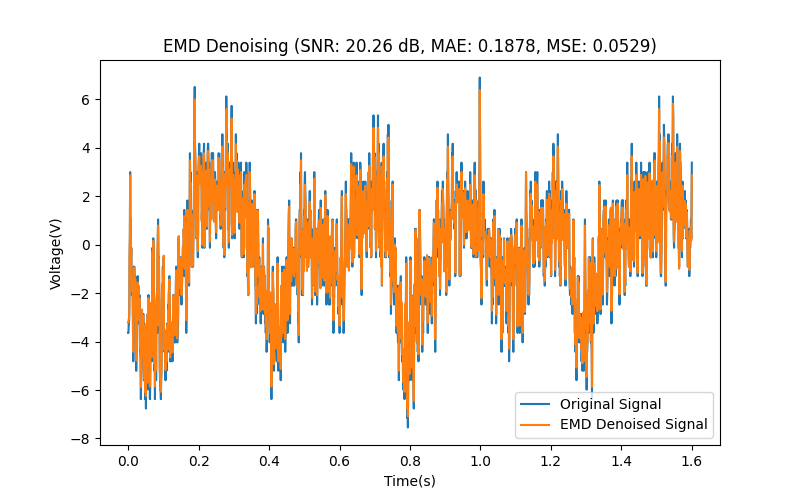 EMD Denoising (SNR: 20.26 dB, MAE: 0.1878, MSE: 0.0529)
Voltage(V)
6
4
2
0
−2
−4
−6
−8
Original Signal
EMD Denoised Signal
0.0 0.2 0.4 0.6 0.8 1.0 1.2 1.4 1.6
Time(s)